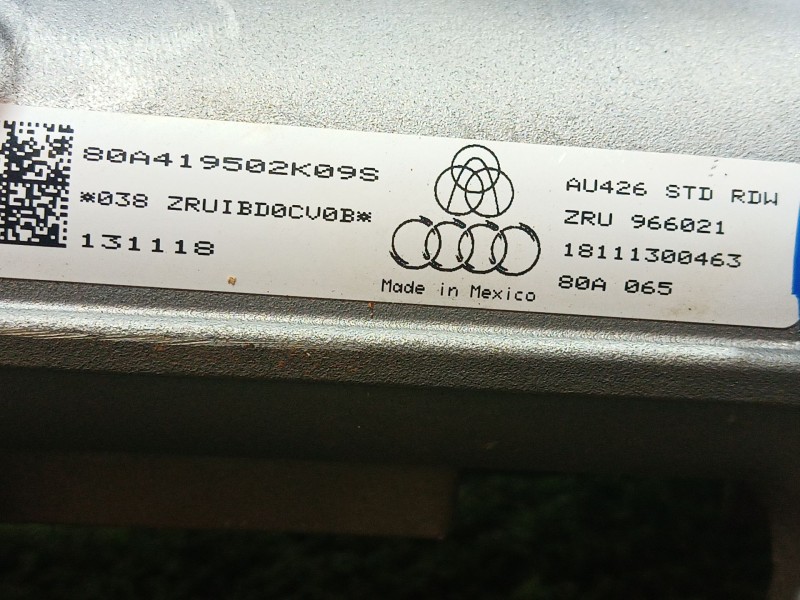 80A419502K09S
*038 ZRUIBD0CV0B*
131118
Made in Mexico
AU426 STD RDW
ZRU 966021
18111300463
80A 065